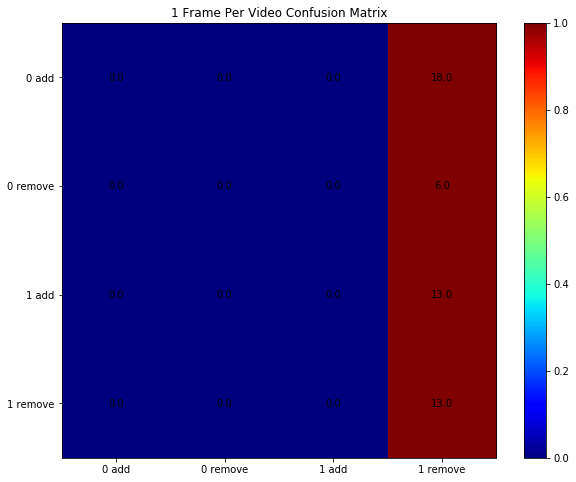 1 Frame Per Video Confusion Matrix
0 add 0.0 0.0 0.0 18.0
0 remove 0.0 0.0 0.0 6.0
1 add 0.0 0.0 0.0 13.0
1 remove 0.0 0.0 0.0 13.0
0 add 0 remove 1 add 1 remove
1.0
0.8
0.6
0.4
0.2
0.0